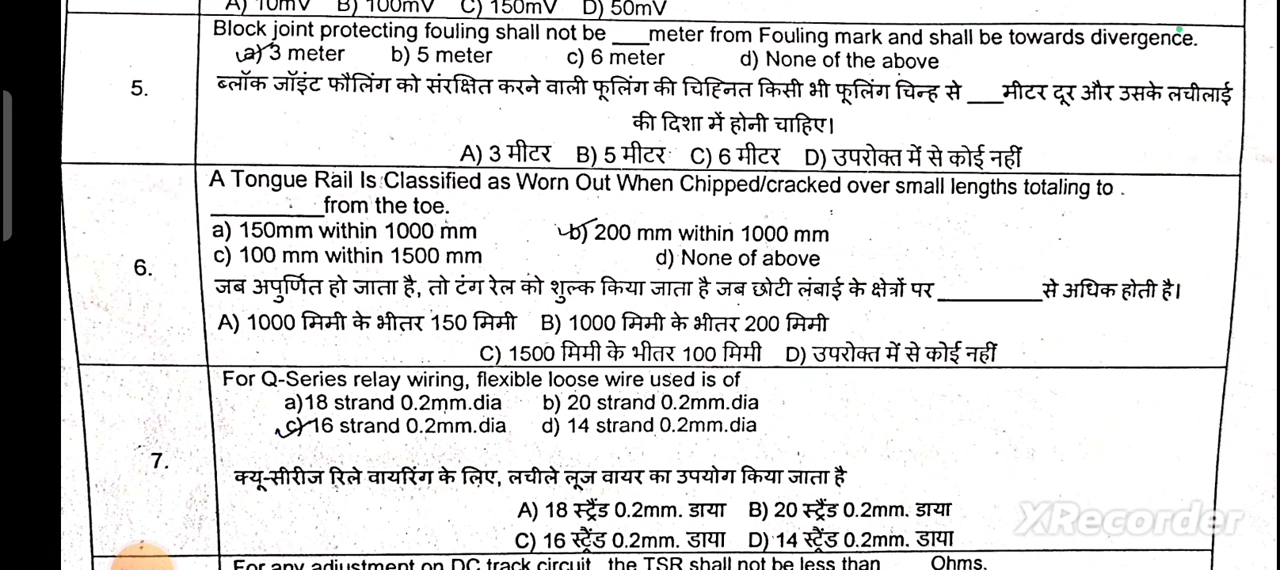 A) 10mV B) 100mV C) 150mV D) 50mV
5.
Block joint protecting fouling shall not be ___meter from Fouling mark and shall be towards divergence.
a) 3 meter b) 5 meter c) 6 meter d) None of the above
ब्लॉक जॉइंट फौलिंग को संरक्षित करने वाली फूलिंग की चिह्नित किसी भी फूलिंग चिन्ह से ___मीटर दूर और उसके लचीलाई
की दिशा में होनी चाहिए।
A) 3 मीटर B) 5 मीटर C) 6 मीटर D) उपरोक्त में से कोई नहीं
6.
A Tongue Rail Is Classified as Worn Out When Chipped/cracked over small lengths totaling to .
_________from the toe.
a) 150mm within 1000 mm b) 200 mm within 1000 mm
c) 100 mm within 1500 mm d) None of above
जब अपुर्णित हो जाता है, तो टंग रेल को शुल्क किया जाता है जब छोटी लंबाई के क्षेत्रों पर _________से अधिक होती है।
A) 1000 मिमी के भीतर 150 मिमी B) 1000 मिमी के भीतर 200 मिमी
C) 1500 मिमी के भीतर 100 मिमी D) उपरोक्त में से कोई नहीं
7.
For Q-Series relay wiring, flexible loose wire used is of
a)18 strand 0.2mm.dia b) 20 strand 0.2mm.dia
c) 16 strand 0.2mm.dia d) 14 strand 0.2mm.dia
क्यू-सीरीज रिले वायरिंग के लिए, लचीले लूज वायर का उपयोग किया जाता है
A) 18 स्ट्रैंड 0.2mm. डाया B) 20 स्ट्रैंड 0.2mm. डाया
C) 16 स्ट्रैंड 0.2mm. डाया D) 14 स्ट्रैंड 0.2mm. डाया
XRecorder
For any adjustment on DC track circuit the TSR shall not be less than ___ Ohms.